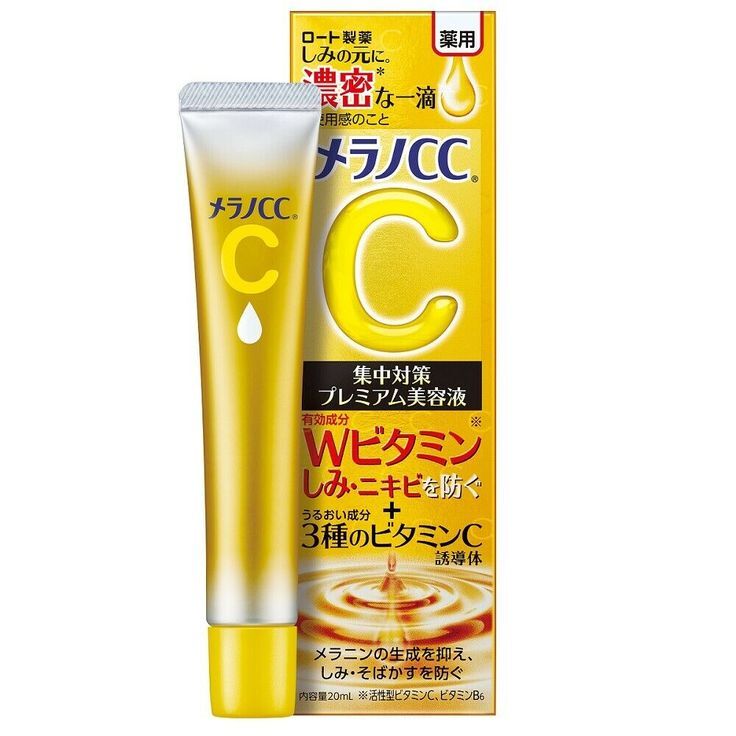 メラノCC®
C
ロート製薬
しみの元に。
濃密*な一滴
使用感のこと
薬用
メラノCC®
C
集中対策
プレミアム美容液
有効成分
Wビタミン※
しみ・ニキビを防ぐ
+
うるおい成分
3種のビタミンC
誘導体
メラニンの生成を抑え、
しみ・そばかすを防ぐ
内容量20mL ※活性型ビタミンC、ビタミンB6